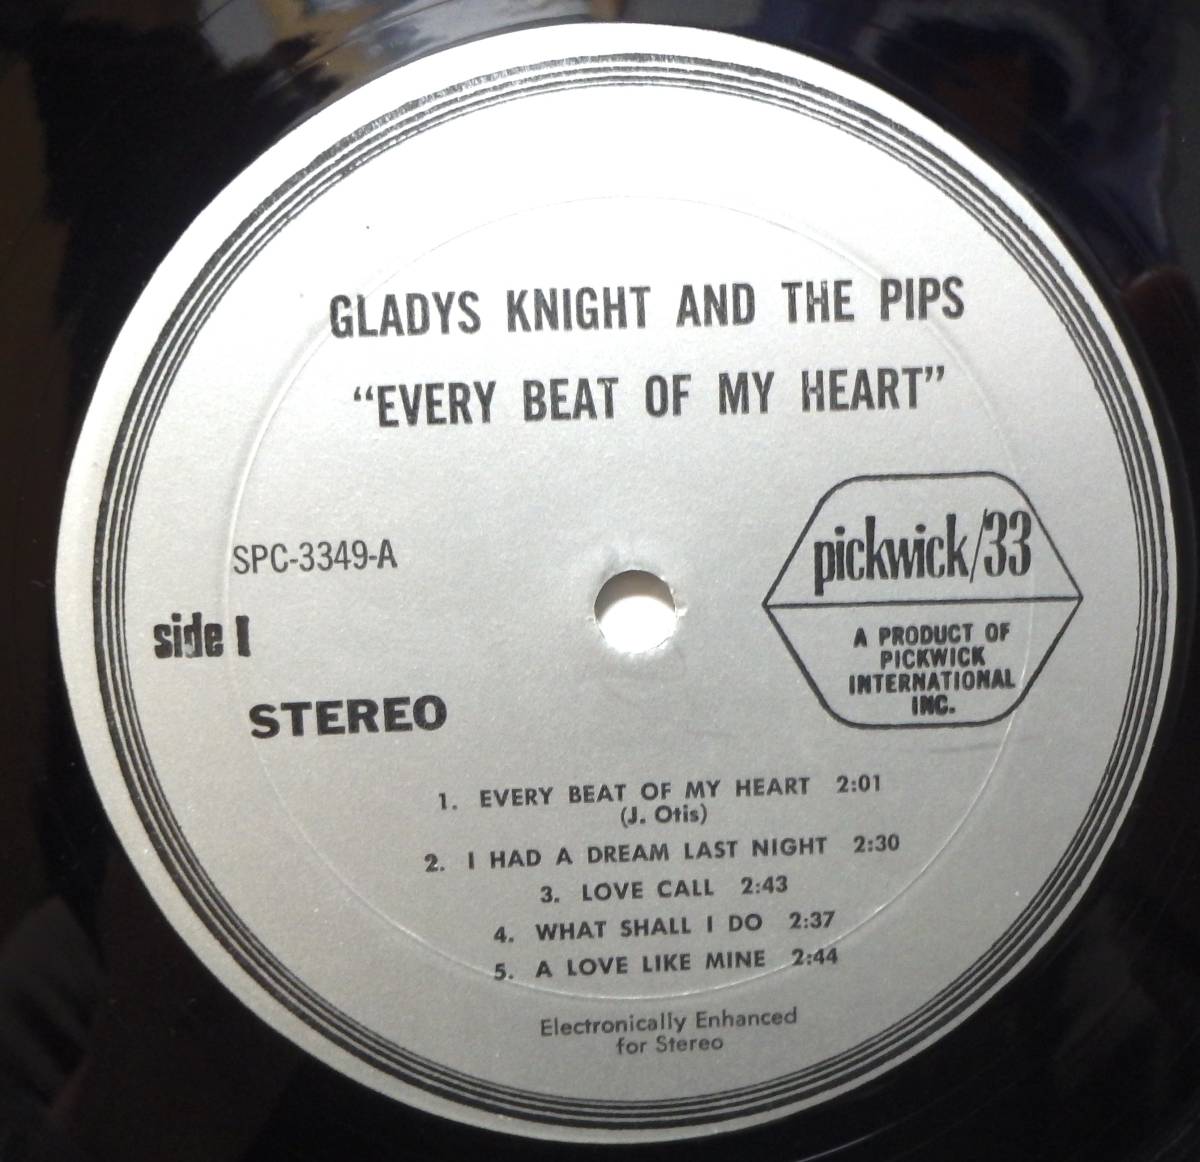 GLADYS KNIGHT AND THE PIPS
“EVERY BEAT OF MY HEART”
SPC-3349-A
side 1
STEREO
pickwick/33
A PRODUCT OF
PICKWICK
INTERNATIONAL
INC.
1. EVERY BEAT OF MY HEART 2:01
(J. Otis)
2. I HAD A DREAM LAST NIGHT 2:30
3. LOVE CALL 2:43
4. WHAT SHALL I DO 2:37
5. A LOVE LIKE MINE 2:44
Electronically Enhanced
for Stereo